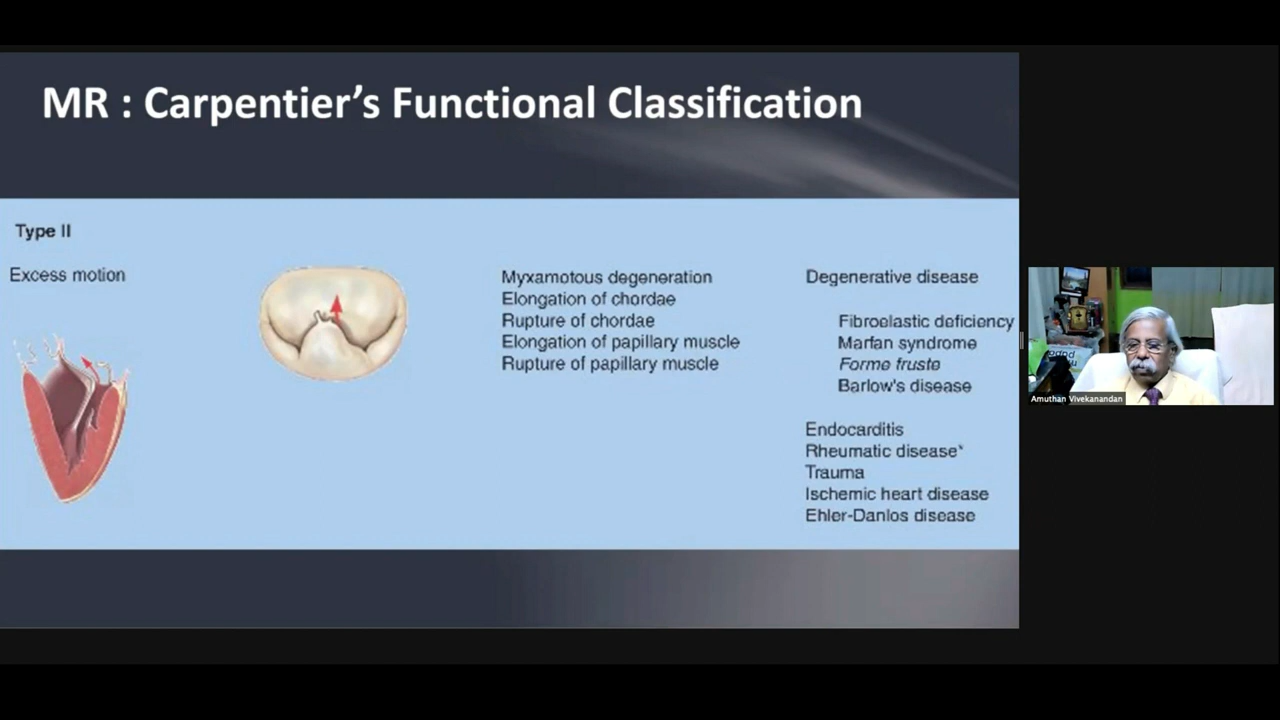 MR : Carpentier’s Functional Classification
Type II
Excess motion
Myxamotous degeneration
Elongation of chordae
Rupture of chordae
Elongation of papillary muscle
Rupture of papillary muscle
Degenerative disease
Fibroelastic deficiency
Marfan syndrome
Forme fruste
Barlow's disease
Endocarditis
Rheumatic disease*
Trauma
Ischemic heart disease
Ehler-Danlos disease
Amuthan Vivekanandan